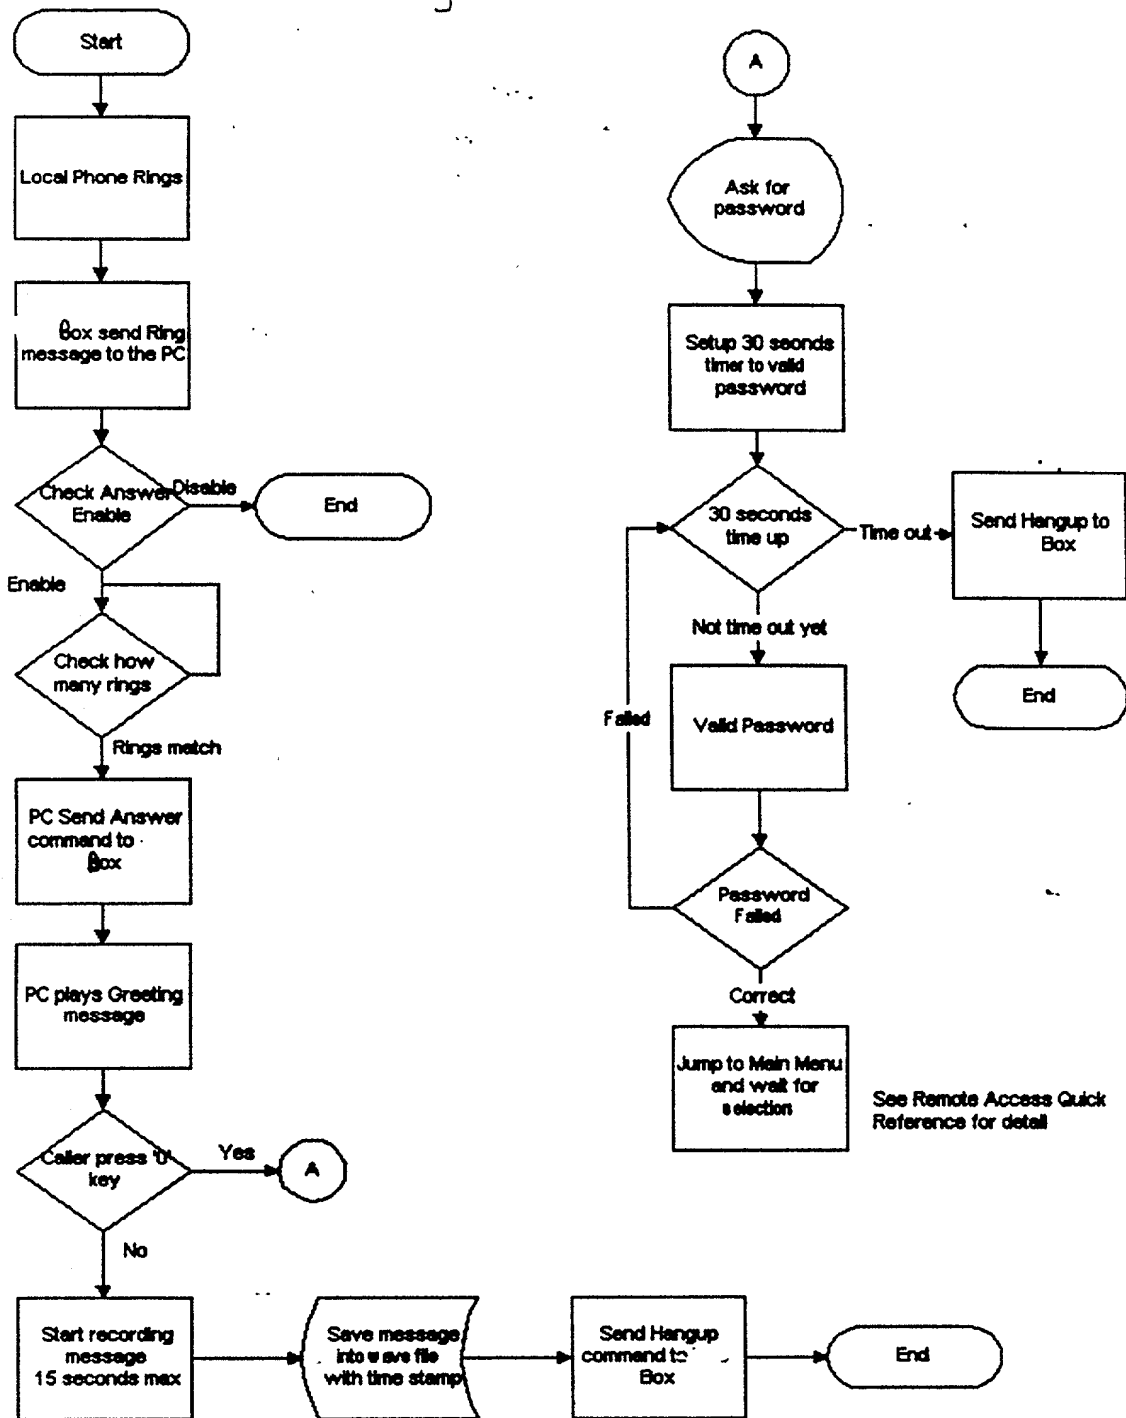 Start
Local Phone Rings
Box send Ring
message to the PC
Check Answer
Enable
Disable
End
Enable
Check how
many rings
Rings match
PC Send Answer
command to
Box
PC plays Greeting
message
Caller press '0'
key
Yes
A
No
Start recording
message
15 seconds max
Save message
into wave file
with time stamp
Send Hangup
command to
Box
End
A
Ask for
password
Setup 30 seonds
timer to valid
password
30 seconds
time up
Time out
Send Hangup to
Box
End
Not time out yet
Valid Password
Failed
Password
Failed
Correct
Jump to Main Menu
and wait for
selection
See Remote Access Quick
Reference for detail